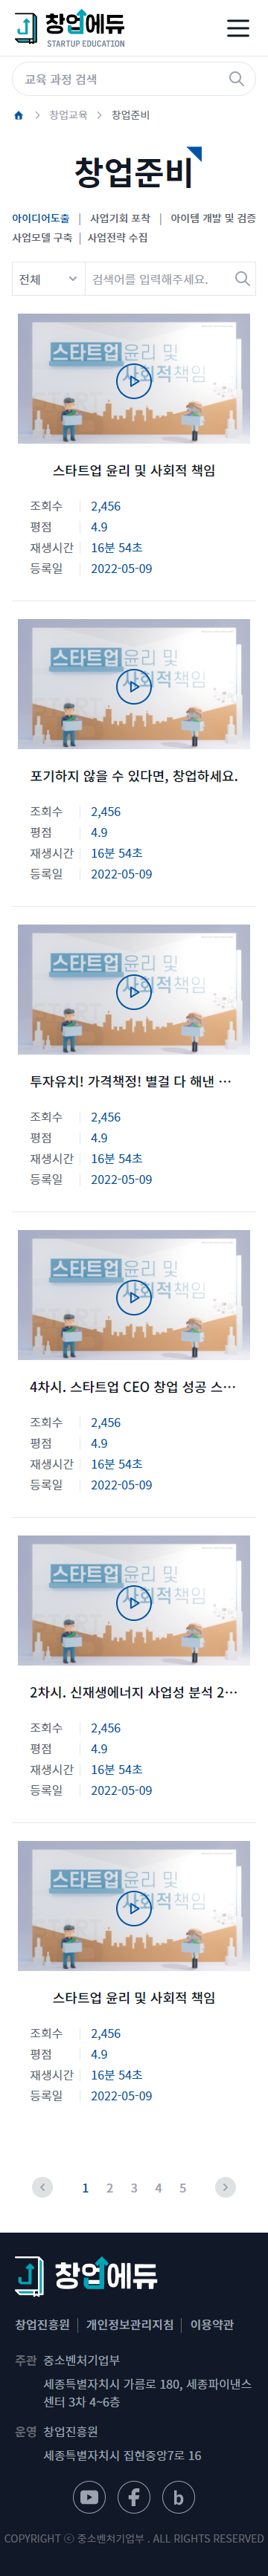 창업에듀
STARTUP EDUCATION
교육 과정 검색
창업교육 창업준비
창업준비
아이디어도출 | 사업기회 포착 | 아이템 개발 및 검증
사업모델 구축 | 사업전략 수집
전체 검색어를 입력해주세요.
스타트업 윤리 및
사회적 책임
스타트업 윤리 및 사회적 책임
조회수 2,456
평점 4.9
재생시간 16분 54초
등록일 2022-05-09
스타트업 윤리 및
사회적책임
포기하지 않을 수 있다면, 창업하세요.
조회수 2,456
평점 4.9
재생시간 16분 54초
등록일 2022-05-09
스타트업 윤리 및
사회적책임
투자유치! 가격책정! 별걸 다 해낸 …
조회수 2,456
평점 4.9
재생시간 16분 54초
등록일 2022-05-09
스타트업 윤리 및
사회적책임
4차시. 스타트업 CEO 창업 성공 스…
조회수 2,456
평점 4.9
재생시간 16분 54초
등록일 2022-05-09
스타트업 윤리 및
사회적책임
2차시. 신재생에너지 사업성 분석 2…
조회수 2,456
평점 4.9
재생시간 16분 54초
등록일 2022-05-09
스타트업 윤리 및
사회적책임
스타트업 윤리 및 사회적 책임
조회수 2,456
평점 4.9
재생시간 16분 54초
등록일 2022-05-09
1 2 3 4 5
창업에듀
창업진흥원 | 개인정보관리지침 | 이용약관
주관 중소벤처기업부
세종특별자치시 가름로 180, 세종파이낸스
센터 3차 4~6층
운영 창업진흥원
세종특별자치시 집현중앙7로 16
COPYRIGHT ⓒ 중소벤처기업부 . ALL RIGHTS RESERVED